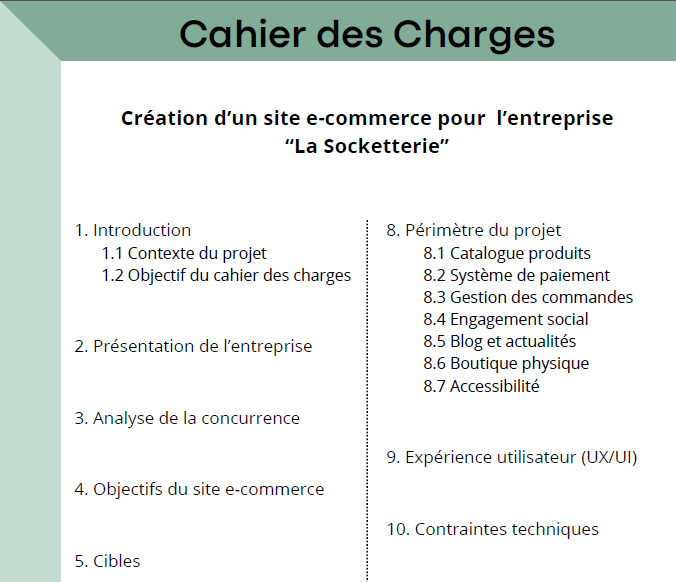 Cahier des Charges
Création d’un site e-commerce pour l’entreprise
“La Socketterie”
1. Introduction
1.1 Contexte du projet
1.2 Objectif du cahier des charges
2. Présentation de l’entreprise
3. Analyse de la concurrence
4. Objectifs du site e-commerce
5. Cibles
8. Périmètre du projet
8.1 Catalogue produits
8.2 Système de paiement
8.3 Gestion des commandes
8.4 Engagement social
8.5 Blog et actualités
8.6 Boutique physique
8.7 Accessibilité
9. Expérience utilisateur (UX/UI)
10. Contraintes techniques